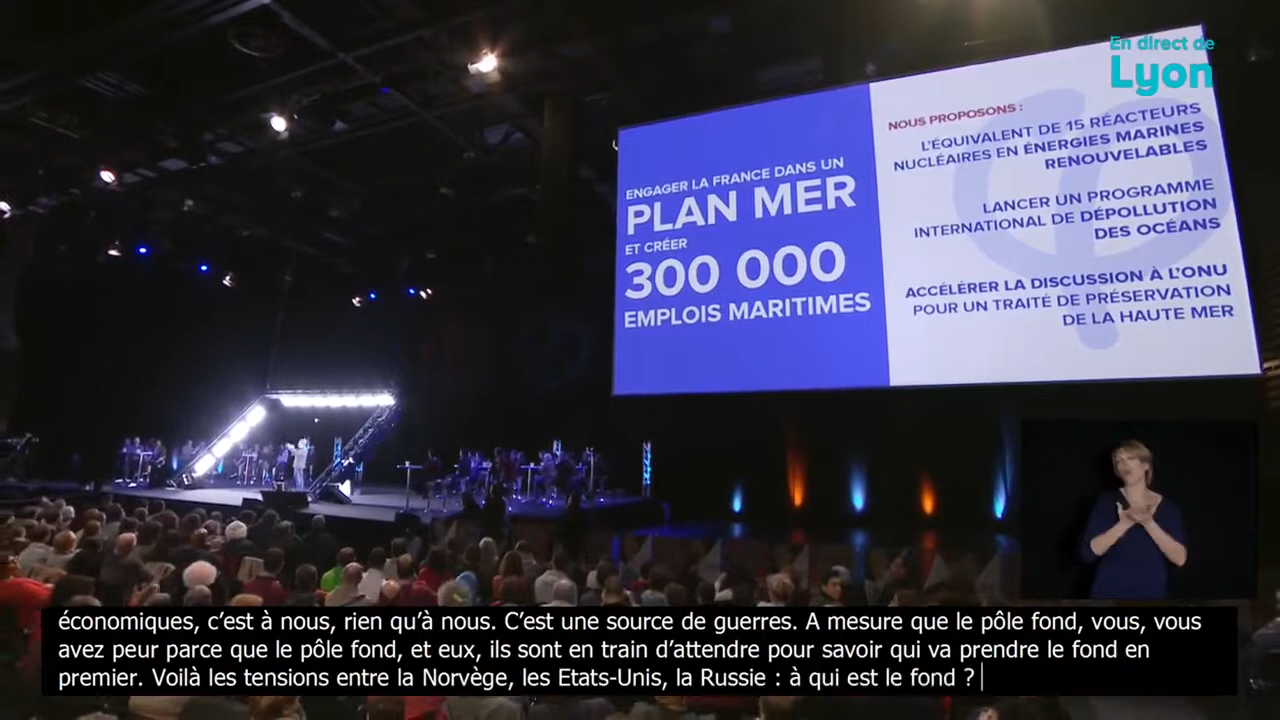 En direct de
Lyon
ENGAGER LA FRANCE DANS UN
PLAN MER
ET CRÉER
300 000
EMPLOIS MARITIMES
NOUS PROPOSONS :
L'ÉQUIVALENT DE 15 RÉACTEURS
NUCLÉAIRES EN ÉNERGIES MARINES
RENOUVELABLES
LANCER UN PROGRAMME
INTERNATIONAL DE DÉPOLLUTION
DES OCÉANS
ACCÉLÉRER LA DISCUSSION À L'ONU
POUR UN TRAITÉ DE PRÉSERVATION
DE LA HAUTE MER
économiques, c'est à nous, rien qu'à nous. C'est une source de guerres. A mesure que le pôle fond, vous, vous
avez peur parce que le pôle fond, et eux, ils sont en train d'attendre pour savoir qui va prendre le fond en
premier. Voilà les tensions entre la Norvège, les Etats-Unis, la Russie : à qui est le fond ?